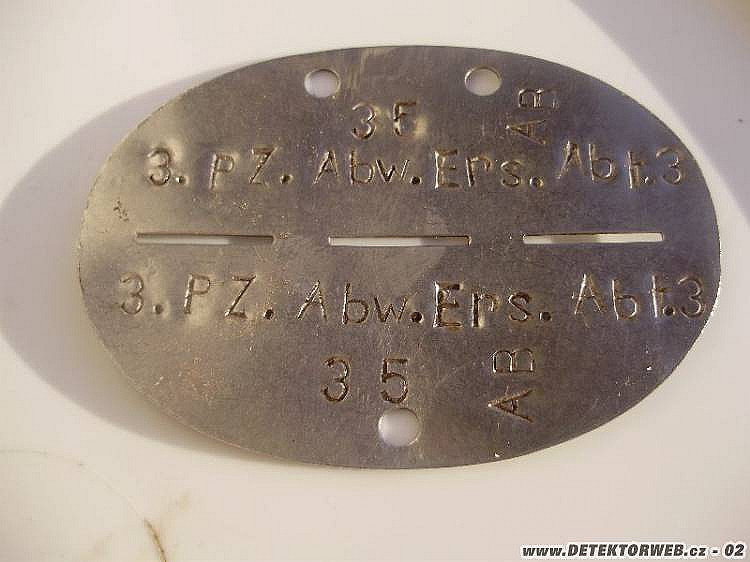 35
AB
3. PZ. Abw. Ers. Abt. 3
3. PZ. Abw. Ers. Abt. 3
35
AB
www.DETEKTORWEB.cz - 02